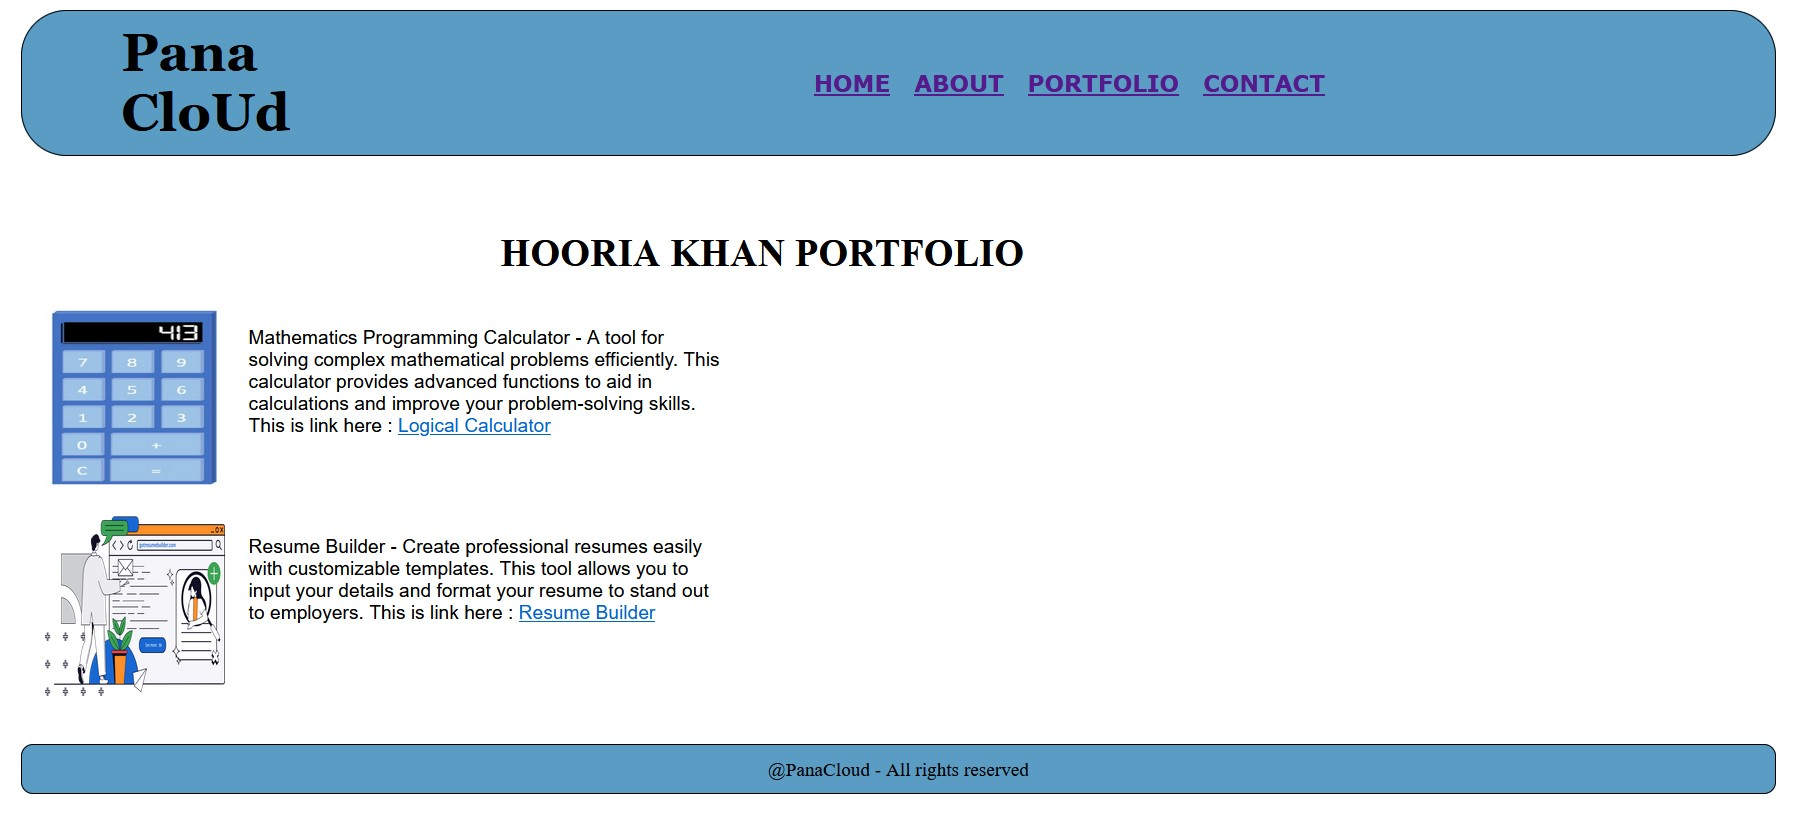 Pana
CloUd
HOME ABOUT PORTFOLIO CONTACT
HOORIA KHAN PORTFOLIO
413
7 8 9
4 5 6
1 2 3
0 +
C =
Mathematics Programming Calculator - A tool for
solving complex mathematical problems efficiently. This
calculator provides advanced functions to aid in
calculations and improve your problem-solving skills.
This is link here : Logical Calculator
Resume Builder - Create professional resumes easily
with customizable templates. This tool allows you to
input your details and format your resume to stand out
to employers. This is link here : Resume Builder
@PanaCloud - All rights reserved